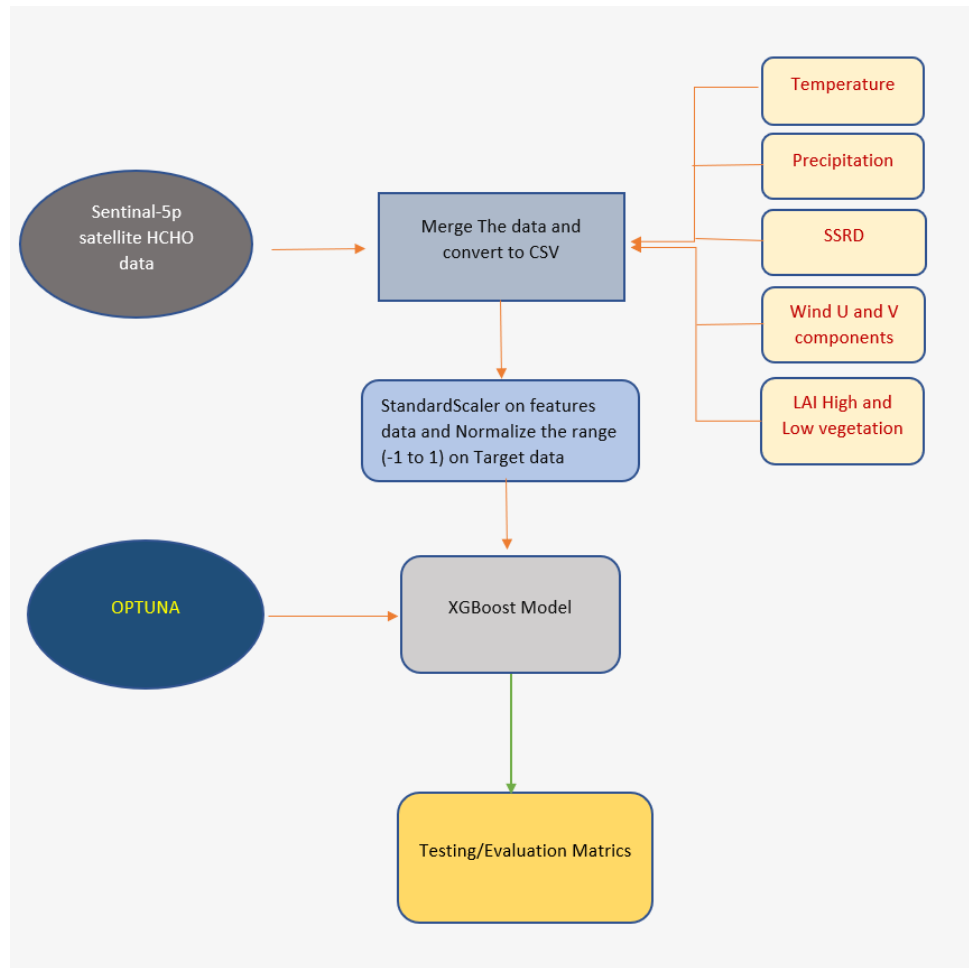 Temperature
Precipitation
Sentinal-5p
satellite HCHO
data
Merge The data and
convert to CSV
SSRD
Wind U and V
components
LAI High and
Low vegetation
StandardScaler on features
data and Normalize the range
(-1 to 1) on Target data
OPTUNA
XGBoost Model
Testing/Evaluation Matrics